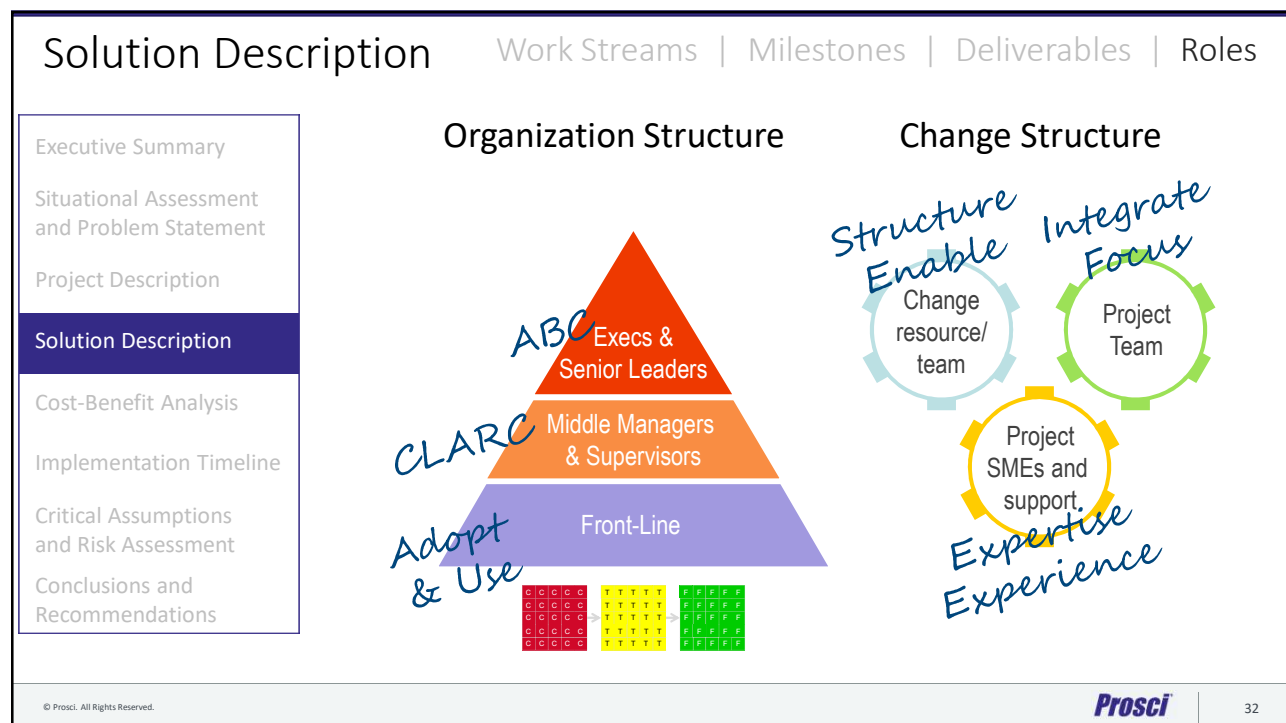 Solution Description
Work Streams | Milestones | Deliverables | Roles
Executive Summary
Situational Assessment
and Problem Statement
Project Description
Solution Description
Cost-Benefit Analysis
Implementation Timeline
Critical Assumptions
and Risk Assessment
Conclusions and
Recommendations
Organization Structure
ABC
Execs &
Senior Leaders
CLARC
Middle Managers
& Supervisors
Adopt
& Use
Front-Line
C C C C C
C C C C C
C C C C C
C C C C C
C C C C C
T T T T T
T T T T T
T T T T T
T T T T T
T T T T T
F F F F F
F F F F F
F F F F F
F F F F F
F F F F F
Change Structure
Structure
Enable
Change
resource/
team
Integrate
Focus
Project
Team
Project
SMEs and
support
Expertise
Experience
© Prosci. All Rights Reserved.
Prosci
32